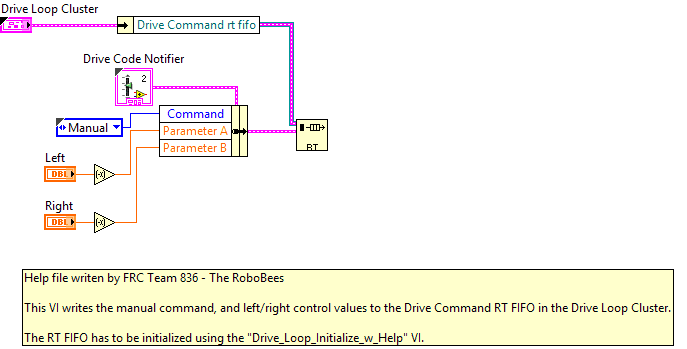 Drive Loop Cluster
Drive Command rt fifo
Drive Code Notifier
2
Command
Manual
Parameter A
Parameter B
RT
Left
DBL
Right
DBL
Help file writen by FRC Team 836 - The RoboBees
This VI writes the manual command, and left/right control values to the Drive Command RT FIFO in the Drive Loop Cluster.
The RT FIFO has to be initialized using the "Drive_Loop_Initialize_w_Help" VI.